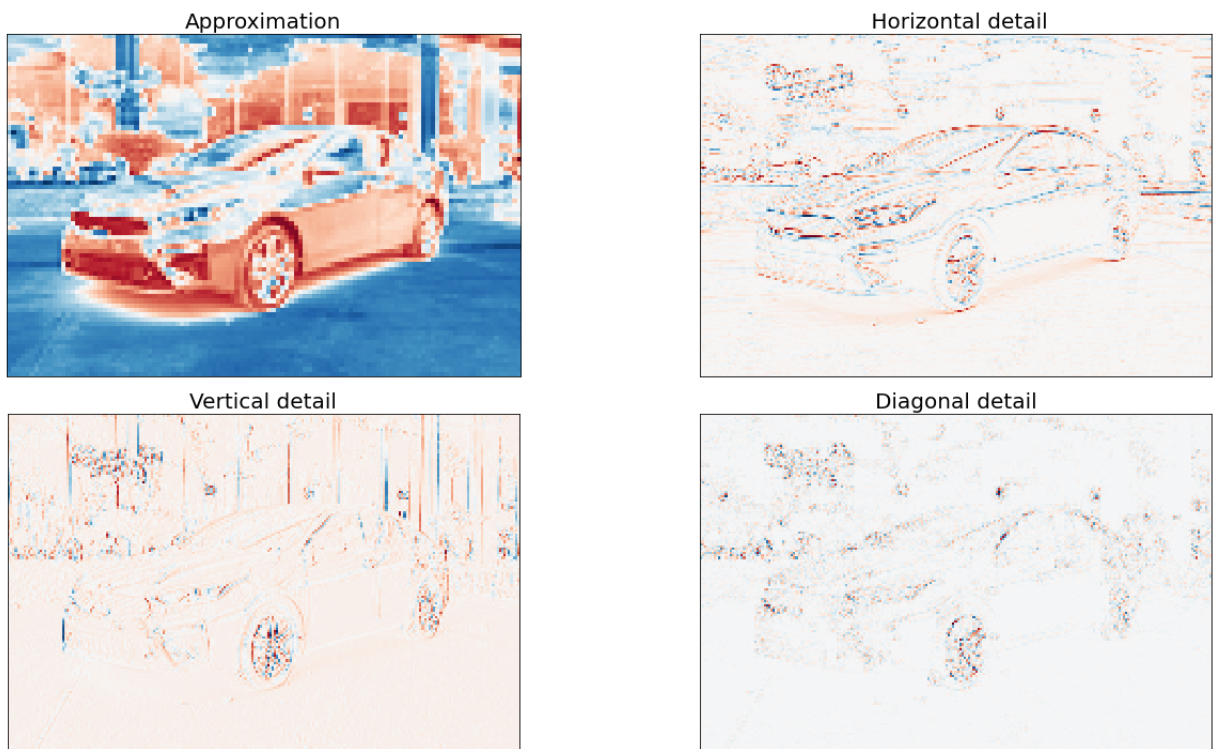 Approximation
Horizontal detail
Vertical detail
Diagonal detail